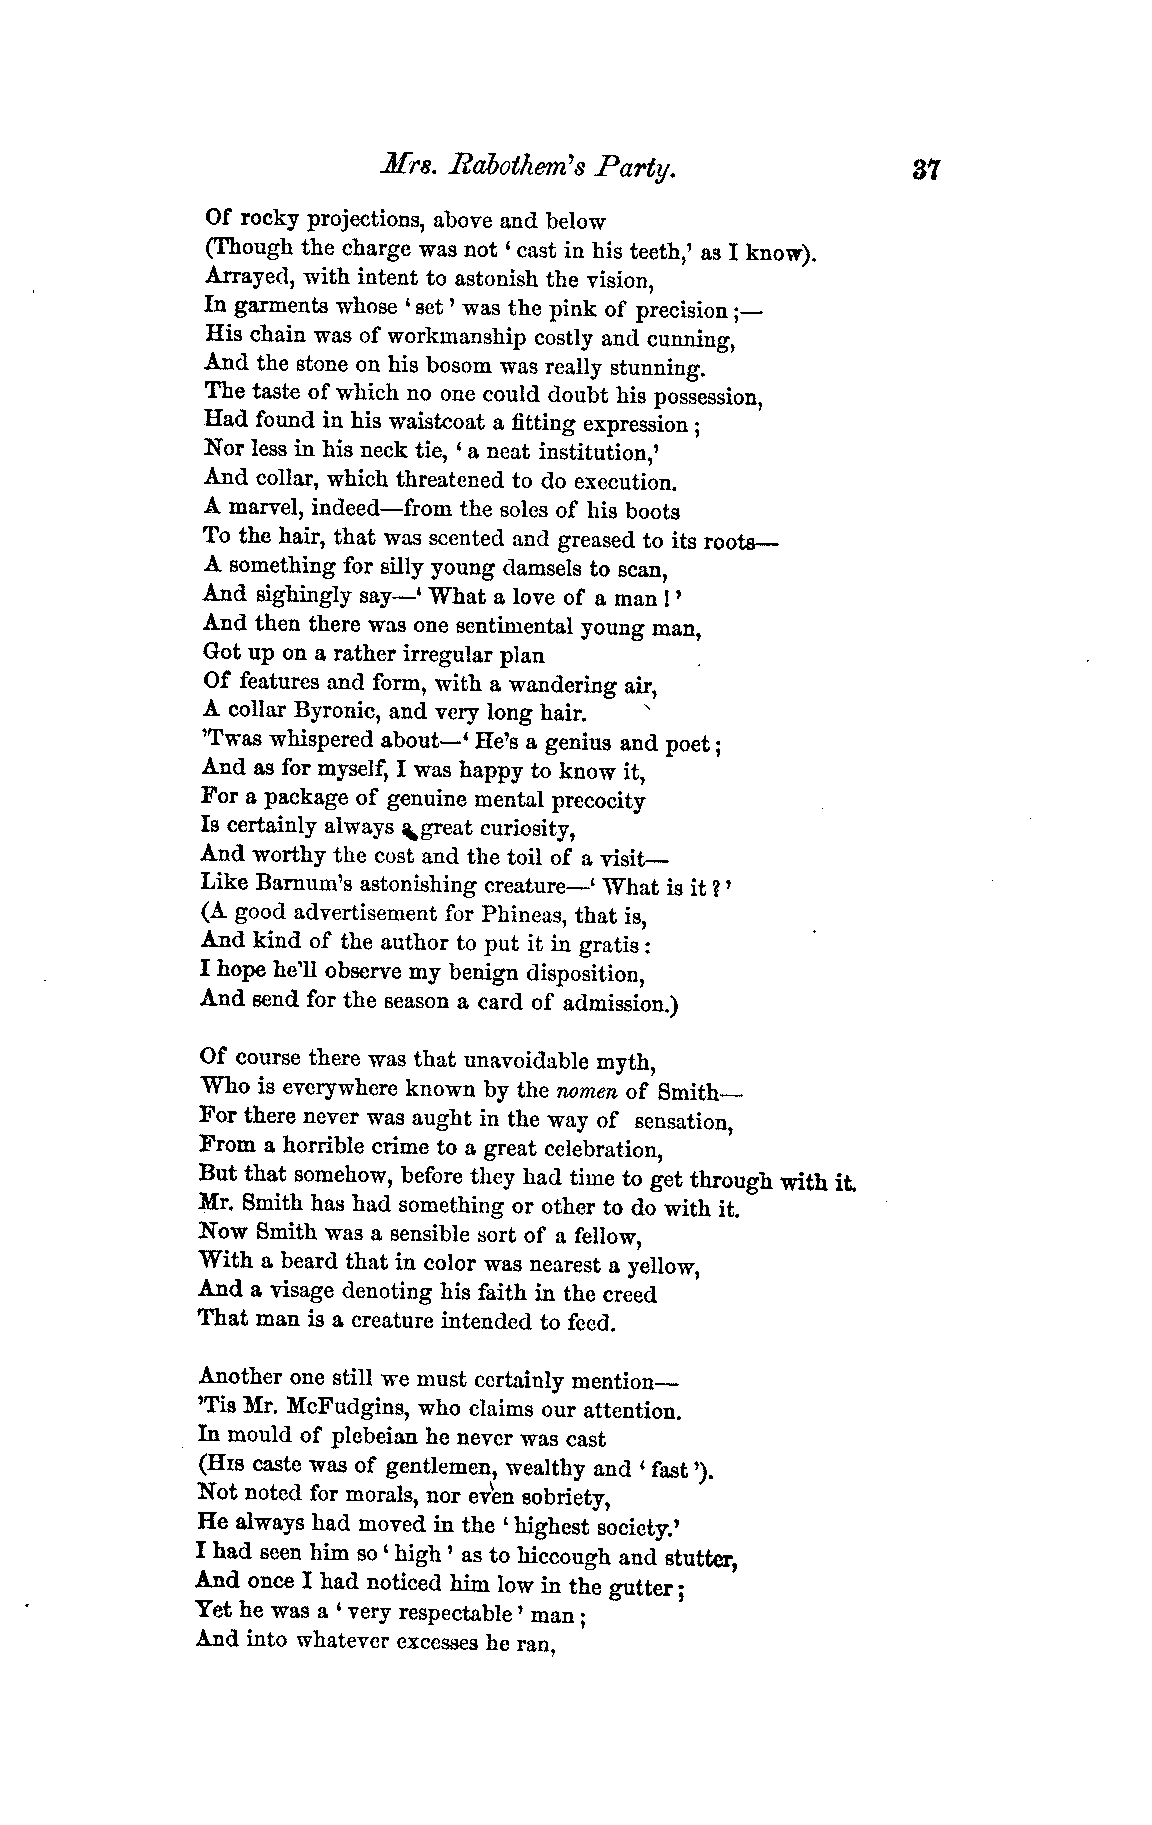 Mrs. Rabothem's Party. 37
Of rocky projections, above and below
(Though the charge was not ‘ cast in his teeth,’ as I know).
Arrayed, with intent to astonish the vision,
In garments whose ‘ set ’ was the pink of precision ;—
His chain was of workmanship costly and cunning,
And the stone on his bosom was really stunning.
The taste of which no one could doubt his possession,
Had found in his waistcoat a fitting expression ;
Nor less in his neck tie, ‘ a neat institution,’
And collar, which threatened to do execution.
A marvel, indeed—from the soles of his boots
To the hair, that was scented and greased to its roots—
A something for silly young damsels to scan,
And sighingly say—‘ What a love of a man ! ’
And then there was one sentimental young man,
Got up on a rather irregular plan
Of features and form, with a wandering air,
A collar Byronic, and very long hair.
’Twas whispered about—‘ He's a genius and poet ;
And as for myself, I was happy to know it,
For a package of genuine mental precocity
Is certainly always a great curiosity,
And worthy the cost and the toil of a visit—
Like Barnum's astonishing creature—‘ What is it ? ’
(A good advertisement for Phineas, that is,
And kind of the author to put it in gratis :
I hope he'll observe my benign disposition,
And send for the season a card of admission.)
Of course there was that unavoidable myth,
Who is everywhere known by the nomen of Smith—
For there never was aught in the way of sensation,
From a horrible crime to a great celebration,
But that somehow, before they had time to get through with it.
Mr. Smith has had something or other to do with it.
Now Smith was a sensible sort of a fellow,
With a beard that in color was nearest a yellow,
And a visage denoting his faith in the creed
That man is a creature intended to feed.
Another one still we must certainly mention—
’Tis Mr. McFudgins, who claims our attention.
In mould of plebeian he never was cast
(His caste was of gentlemen, wealthy and ‘ fast ’).
Not noted for morals, nor even sobriety,
He always had moved in the ‘ highest society.’
I had seen him so ‘ high ’ as to hiccough and stutter,
And once I had noticed him low in the gutter ;
Yet he was a ‘ very respectable ’ man ;
And into whatever excesses he ran,